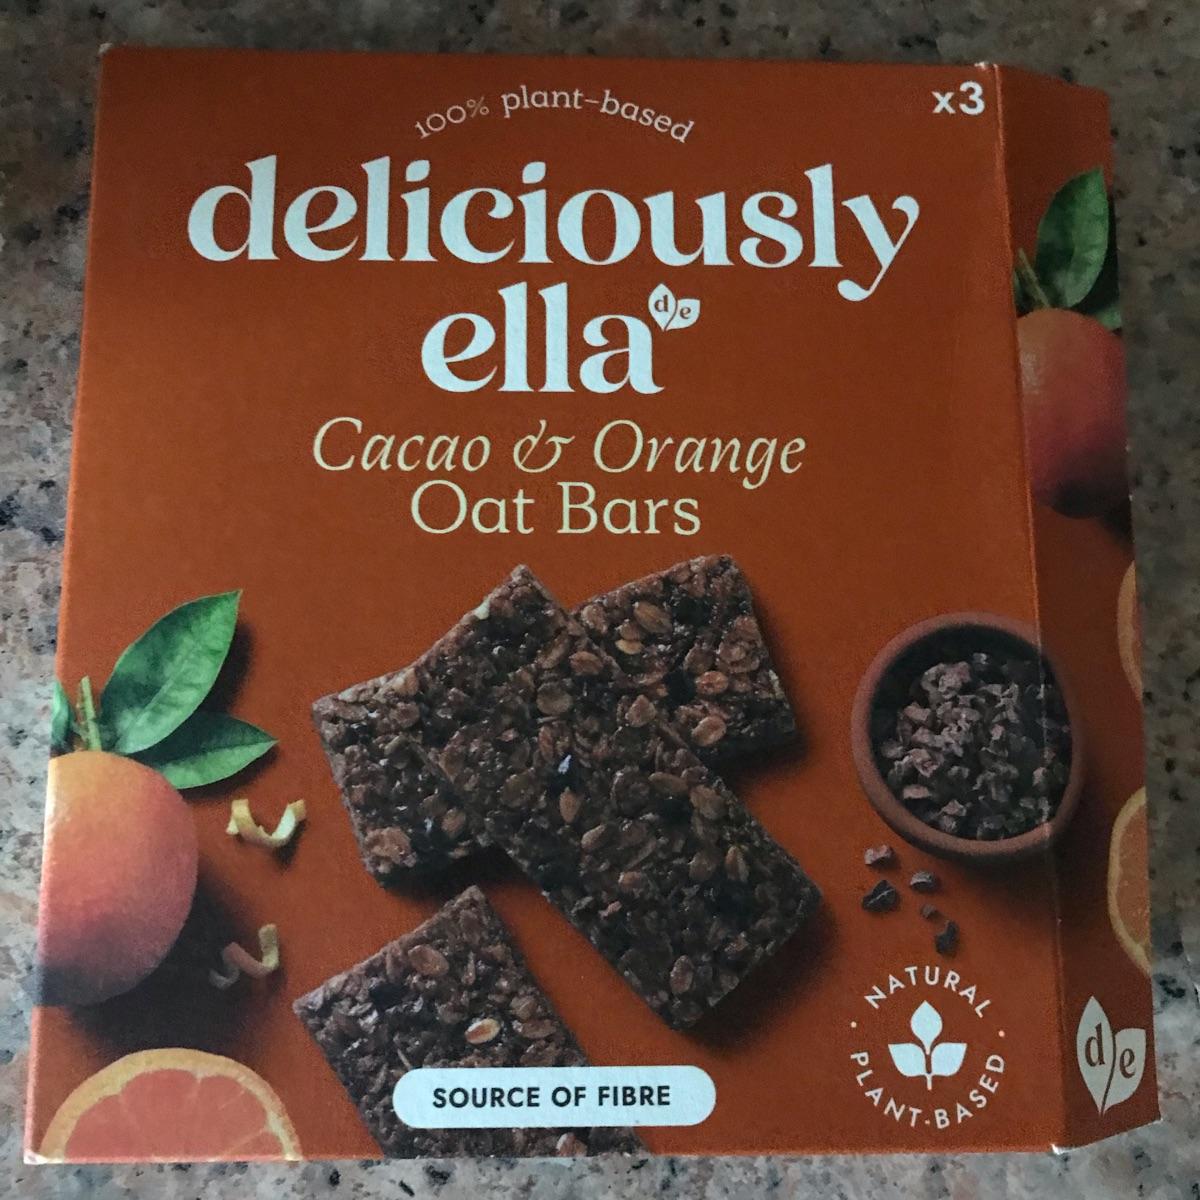 x3
100% plant-based
deliciously
ella
d e
Cacao & Orange
Oat Bars
NATURAL
PLANT-BASED
SOURCE OF FIBRE
d e